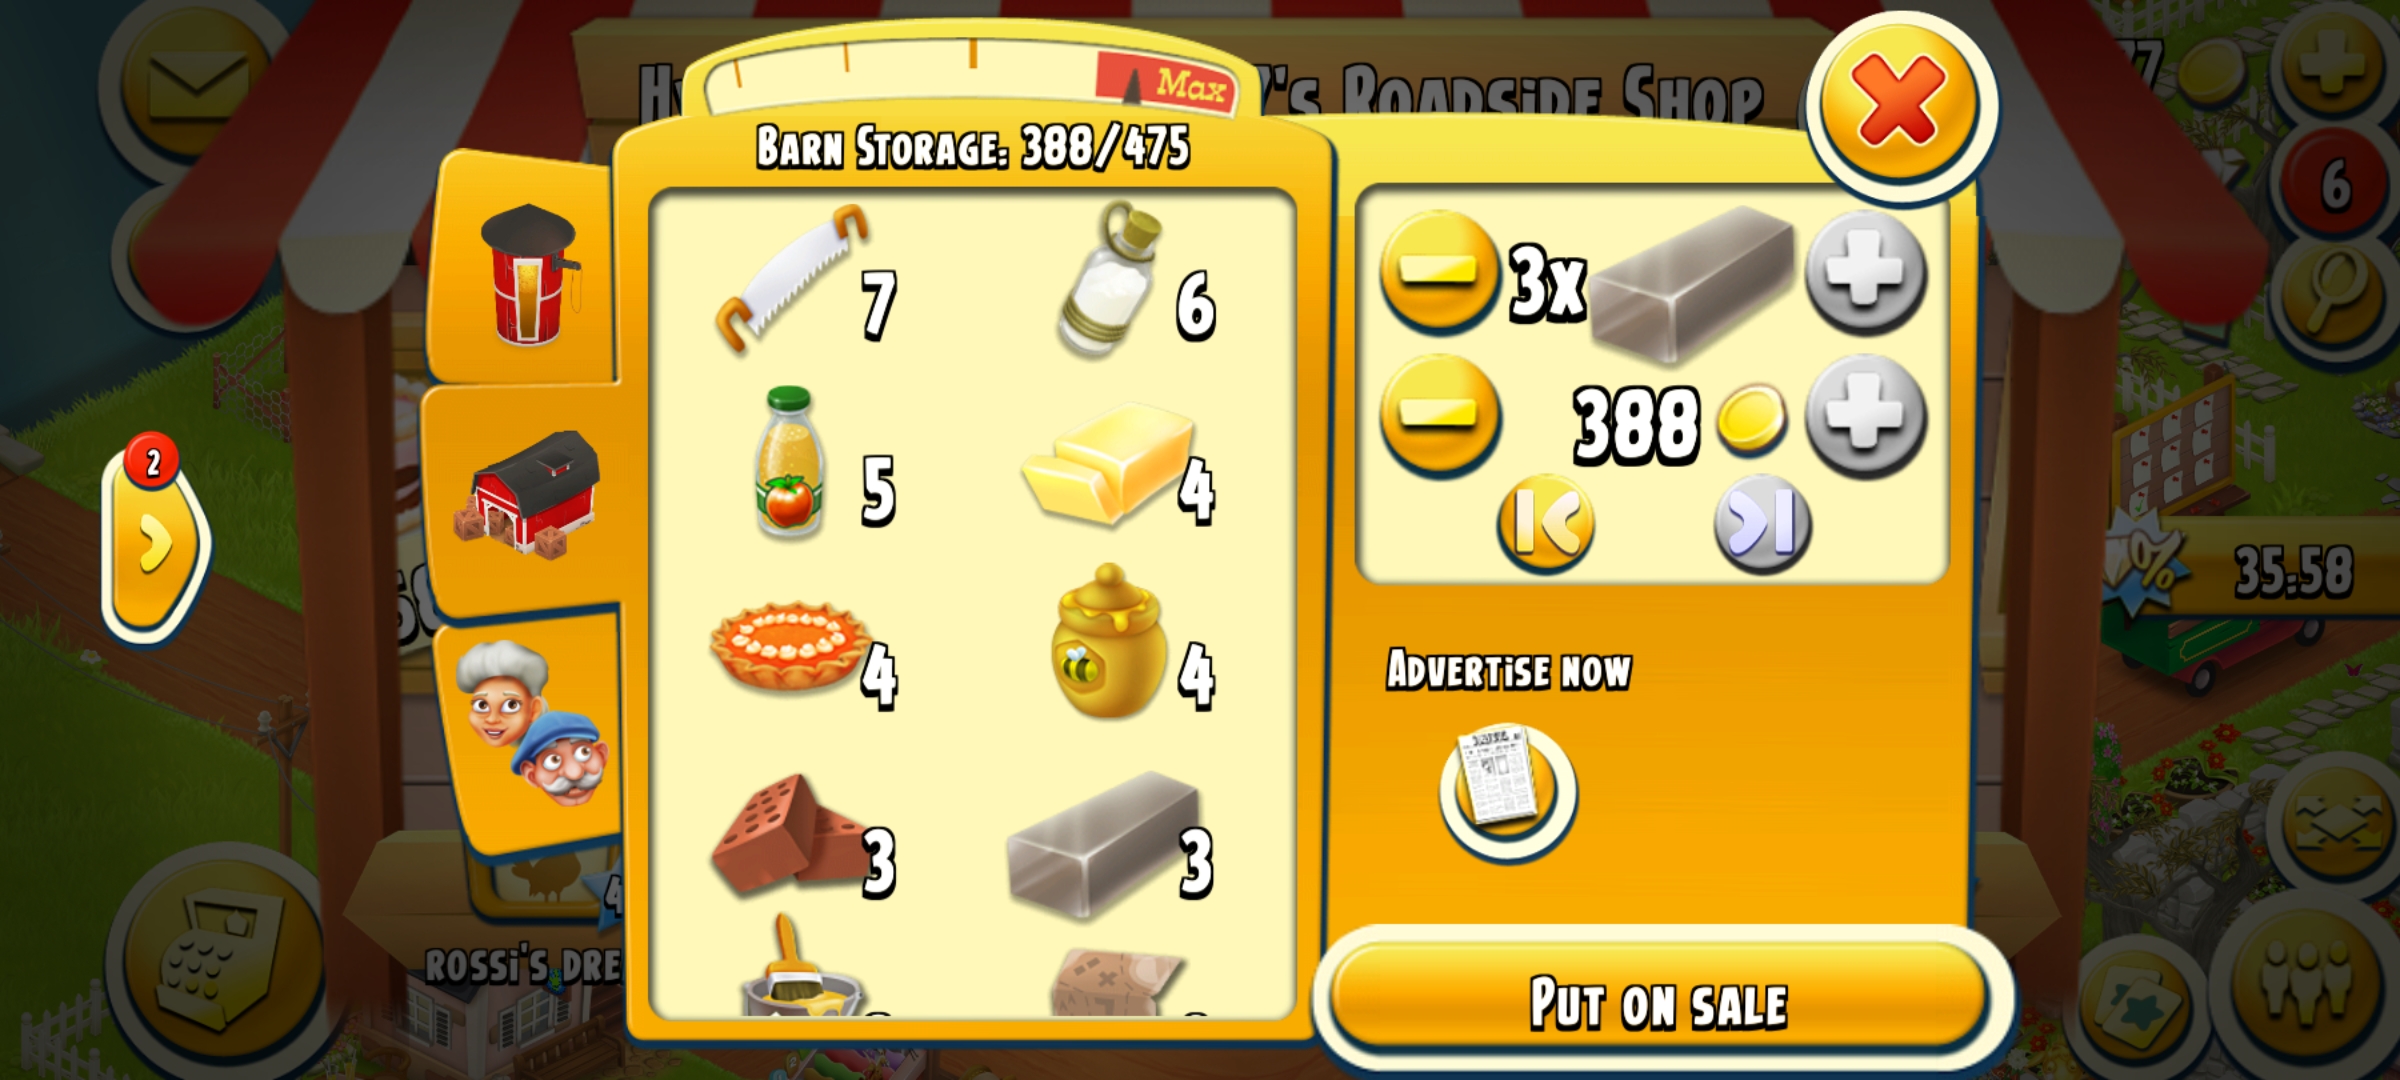 Max
's Roadside Shop
Barn Storage: 388/475
7
6
5
4
4
4
3
3
3x
388
Advertise now
Put on sale
2
6
35:58
Rossi's Dre